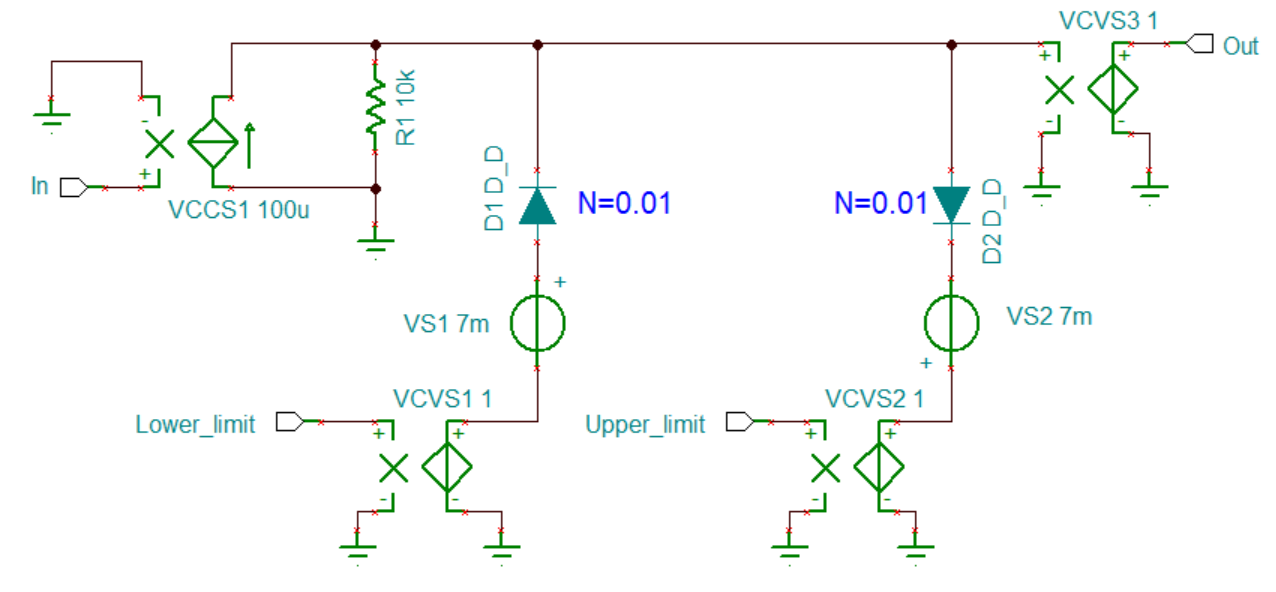 VCVS3 1
+
+
Out
R1 10k
-
-
-
+
In
VCCS1 100u
D1 D_D
N=0.01
N=0.01
D2 D_D
+
VS1 7m
VS2 7m
+
VCVS1 1
VCVS2 1
Lower_limit
+
+
Upper_limit
+
+
-
-
-
-